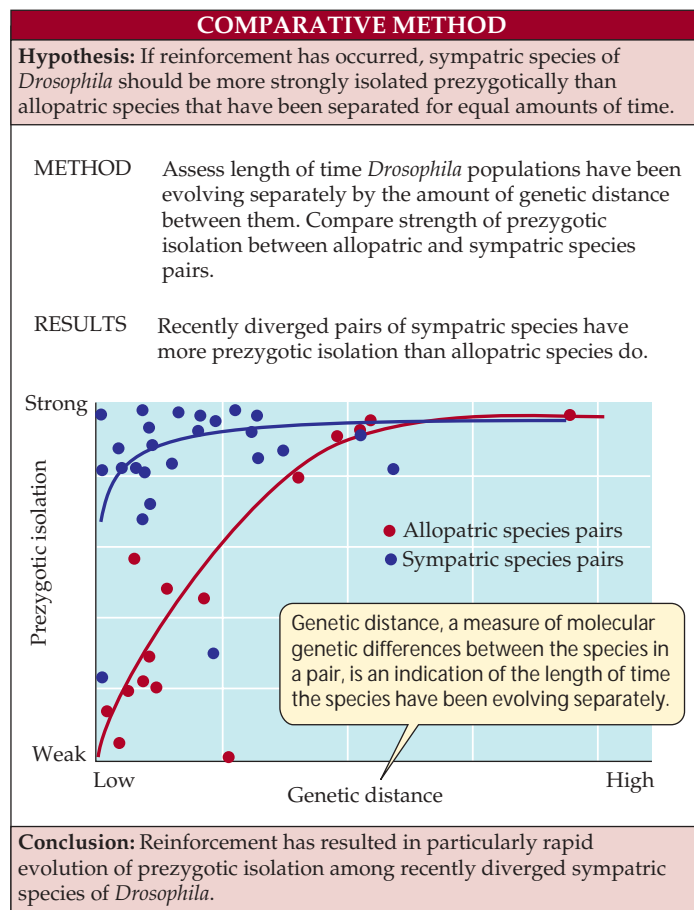 COMPARATIVE METHOD
Hypothesis: If reinforcement has occurred, sympatric species of
Drosophila should be more strongly isolated prezygotically than
allopatric species that have been separated for equal amounts of time.
METHOD Assess length of time Drosophila populations have been
evolving separately by the amount of genetic distance
between them. Compare strength of prezygotic
isolation between allopatric and sympatric species
pairs.
RESULTS Recently diverged pairs of sympatric species have
more prezygotic isolation than allopatric species do.
Strong
Prezygotic isolation
Allopatric species pairs
Sympatric species pairs
Genetic distance, a measure of molecular
genetic differences between the species in
a pair, is an indication of the length of time
the species have been evolving separately.
Weak
Low
High
Genetic distance
Conclusion: Reinforcement has resulted in particularly rapid
evolution of prezygotic isolation among recently diverged sympatric
species of Drosophila.